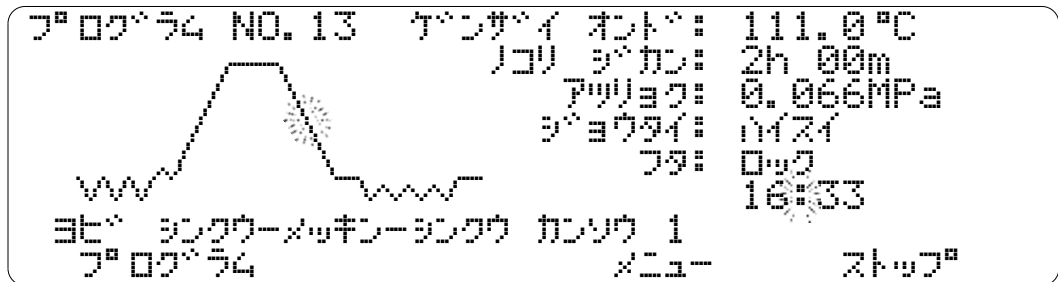 プログラム NO. 13 ゲンザイ オンド: 111.0℃
ノコリ ジカン: 2h 00m
アツリョク: 0.066MPa
ジョウタイ: ハイスイ
フタ: ロック
16:33
ヨビ シンクウーメッキンーシンクウ カンソウ 1
プログラム メニュー ストップ